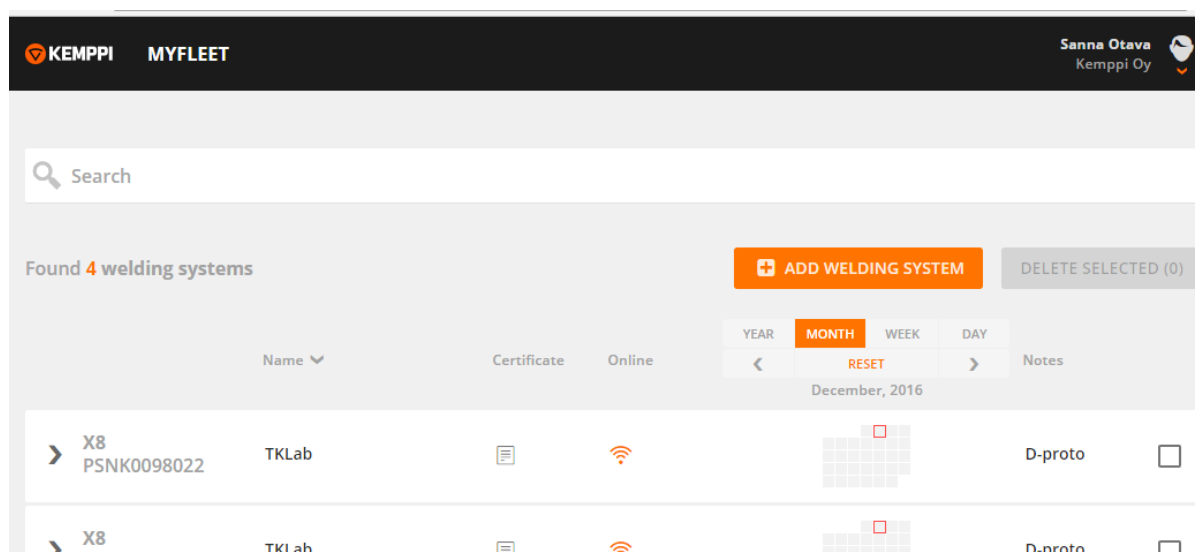 KEMPPI MYFLEET
Sanna Otava
Kemppi Oy
Search
Found 4 welding systems
ADD WELDING SYSTEM
DELETE SELECTED (0)
YEAR MONTH WEEK DAY
Name Certificate Online RESET Notes
December, 2016
X8
PSNK0098022 TKLab D-proto
X8
TKLab D-proto